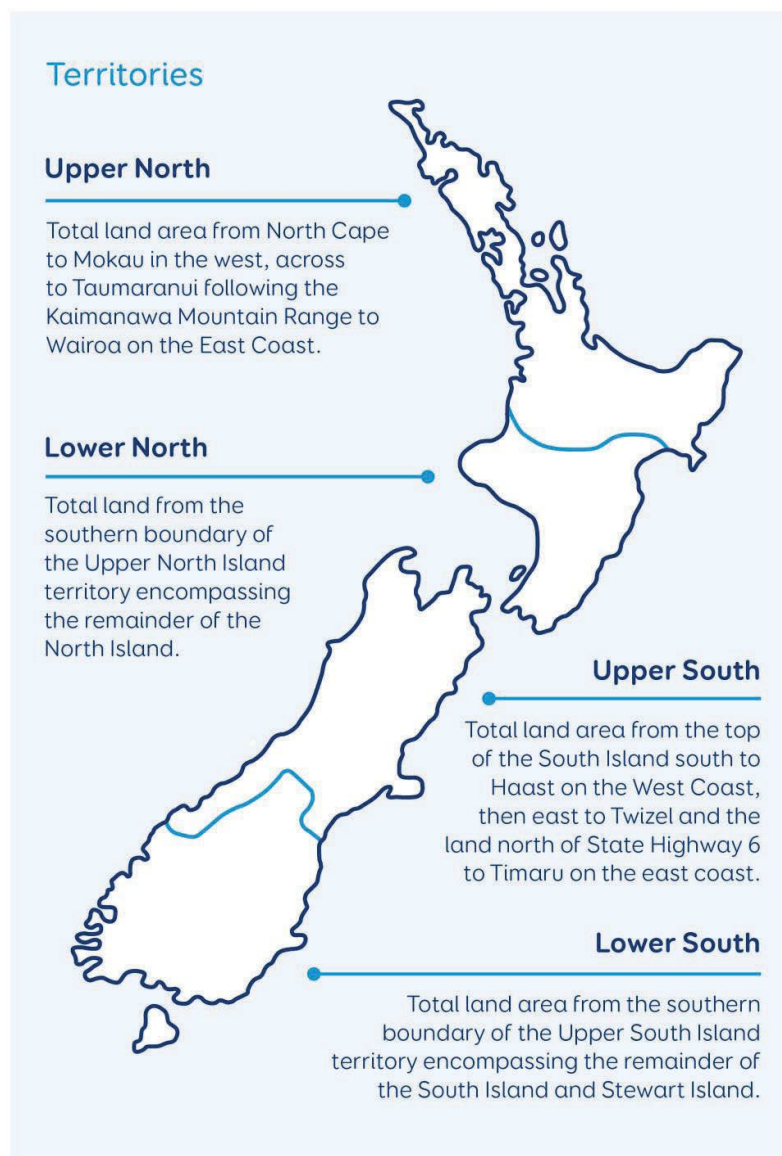 Territories
Upper North
Total land area from North Cape
to Mokau in the west, across
to Taumaranui following the
Kaimanawa Mountain Range to
Wairoa on the East Coast.
Lower North
Total land from the
southern boundary of
the Upper North Island
territory encompassing
the remainder of the
North Island.
Upper South
Total land area from the top
of the South Island south to
Haast on the West Coast,
then east to Twizel and the
land north of State Highway 6
to Timaru on the east coast.
Lower South
Total land area from the southern
boundary of the Upper South Island
territory encompassing the remainder of
the South Island and Stewart Island.